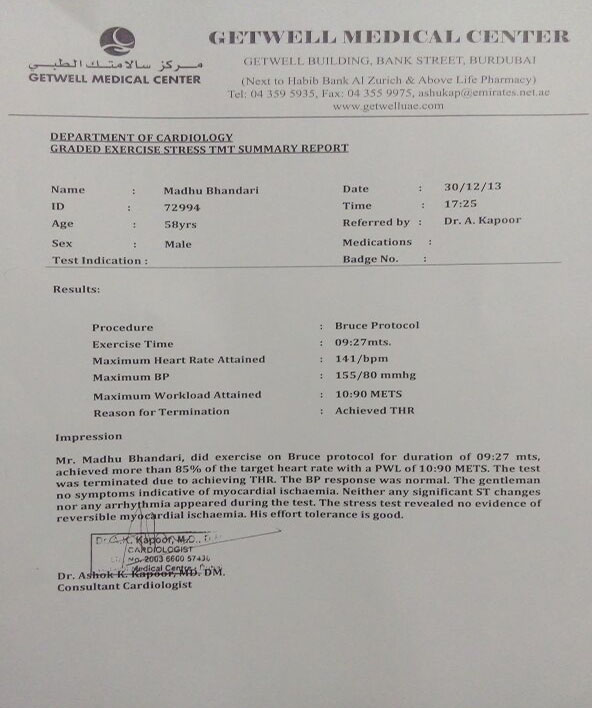 مركز سالامتك الطبي
GETWELL MEDICAL CENTER
GETWELL MEDICAL CENTER
GETWELL BUILDING, BANK STREET, BURDUBAI
(Next to Habib Bank Al Zurich & Above Life Pharmacy)
Tel: 04 359 5935, Fax: 04 355 9975, ashukap@emirates.net.ae
www.getwelluae.com
DEPARTMENT OF CARDIOLOGY
GRADED EXERCISE STRESS TMT SUMMARY REPORT
Name : Madhu Bhandari Date : 30/12/13
ID : 72994 Time : 17:25
Age : 58yrs Referred by : Dr. A. Kapoor
Sex : Male Medications :
Test Indication : Badge No. :
Results:
Procedure : Bruce Protocol
Exercise Time : 09:27mts.
Maximum Heart Rate Attained : 141/bpm
Maximum BP : 155/80 mmhg
Maximum Workload Attained : 10:90 METS
Reason for Termination : Achieved THR
Impression
Mr. Madhu Bhandari, did exercise on Bruce protocol for duration of 09:27 mts,
achieved more than 85% of the target heart rate with a PWL of 10:90 METS. The test
was terminated due to achieving THR. The BP response was normal. The gentleman
no symptoms indicative of myocardial ischaemia. Neither any significant ST changes
nor any arrhythmia appeared during the test. The stress test revealed no evidence of
reversible myocardial ischaemia. His effort tolerance is good.
Kapoor, M.D.,
CARDIOLOGIST
No. 2003 6600 57430
Medical Centre
Dr. Ashok K. Kapoor, MD. DM.
Consultant Cardiologist